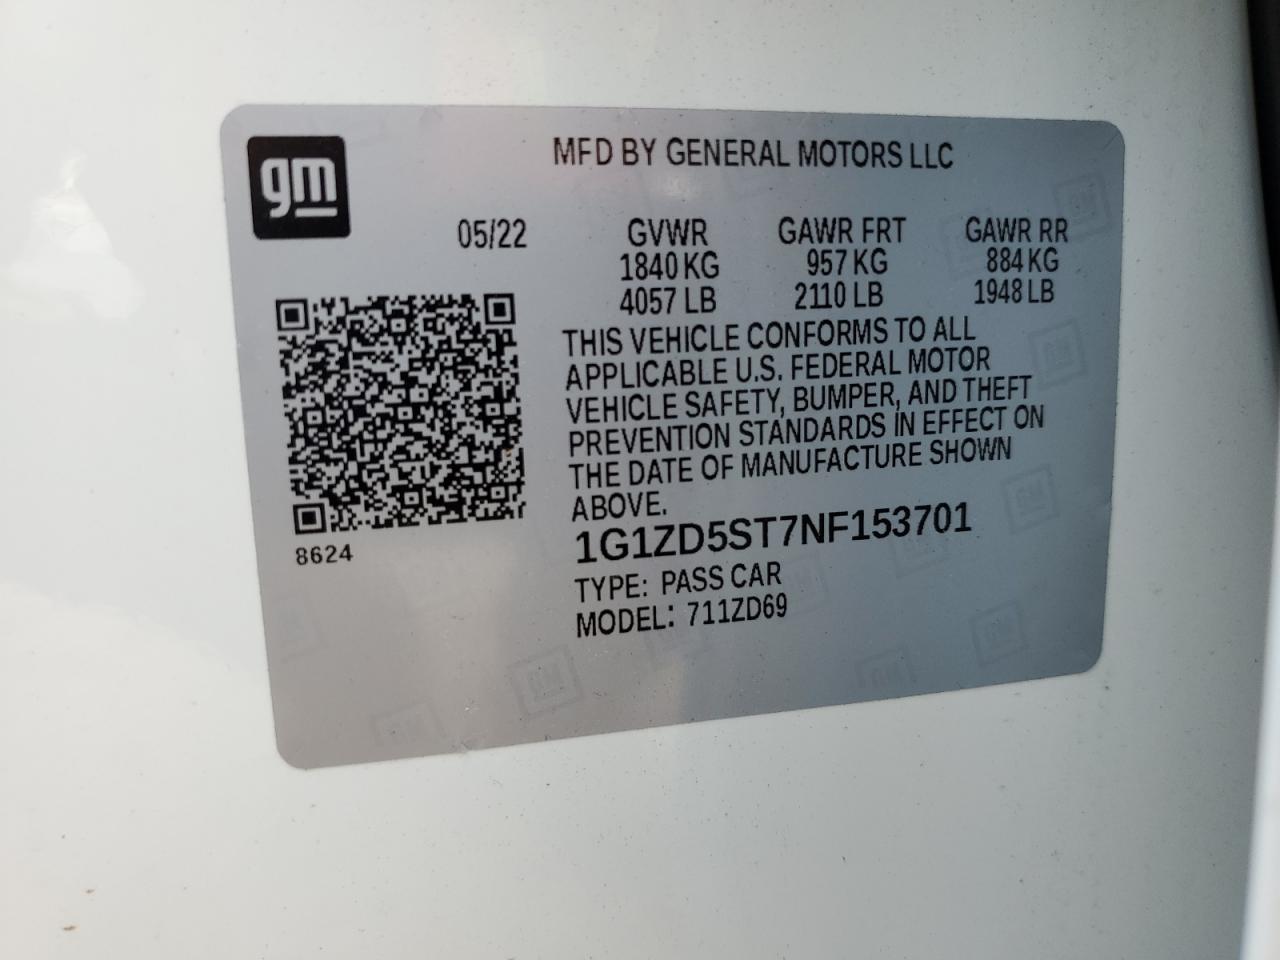 gm
MFD BY GENERAL MOTORS LLC
05/22 GVWR GAWR FRT GAWR RR
1840 KG 957 KG 884 KG
4057 LB 2110 LB 1948 LB
THIS VEHICLE CONFORMS TO ALL
APPLICABLE U.S. FEDERAL MOTOR
VEHICLE SAFETY, BUMPER, AND THEFT
PREVENTION STANDARDS IN EFFECT ON
THE DATE OF MANUFACTURE SHOWN
ABOVE.
1G1ZD5ST7NF153701
8624
TYPE: PASS CAR
MODEL: 711ZD69